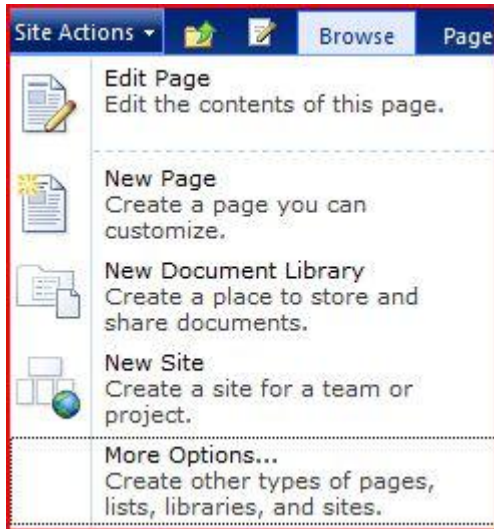 Site Actions Browse Page
Edit Page
Edit the contents of this page.
New Page
Create a page you can
customize.
New Document Library
Create a place to store and
share documents.
New Site
Create a site for a team or
project.
More Options...
Create other types of pages,
lists, libraries, and sites.